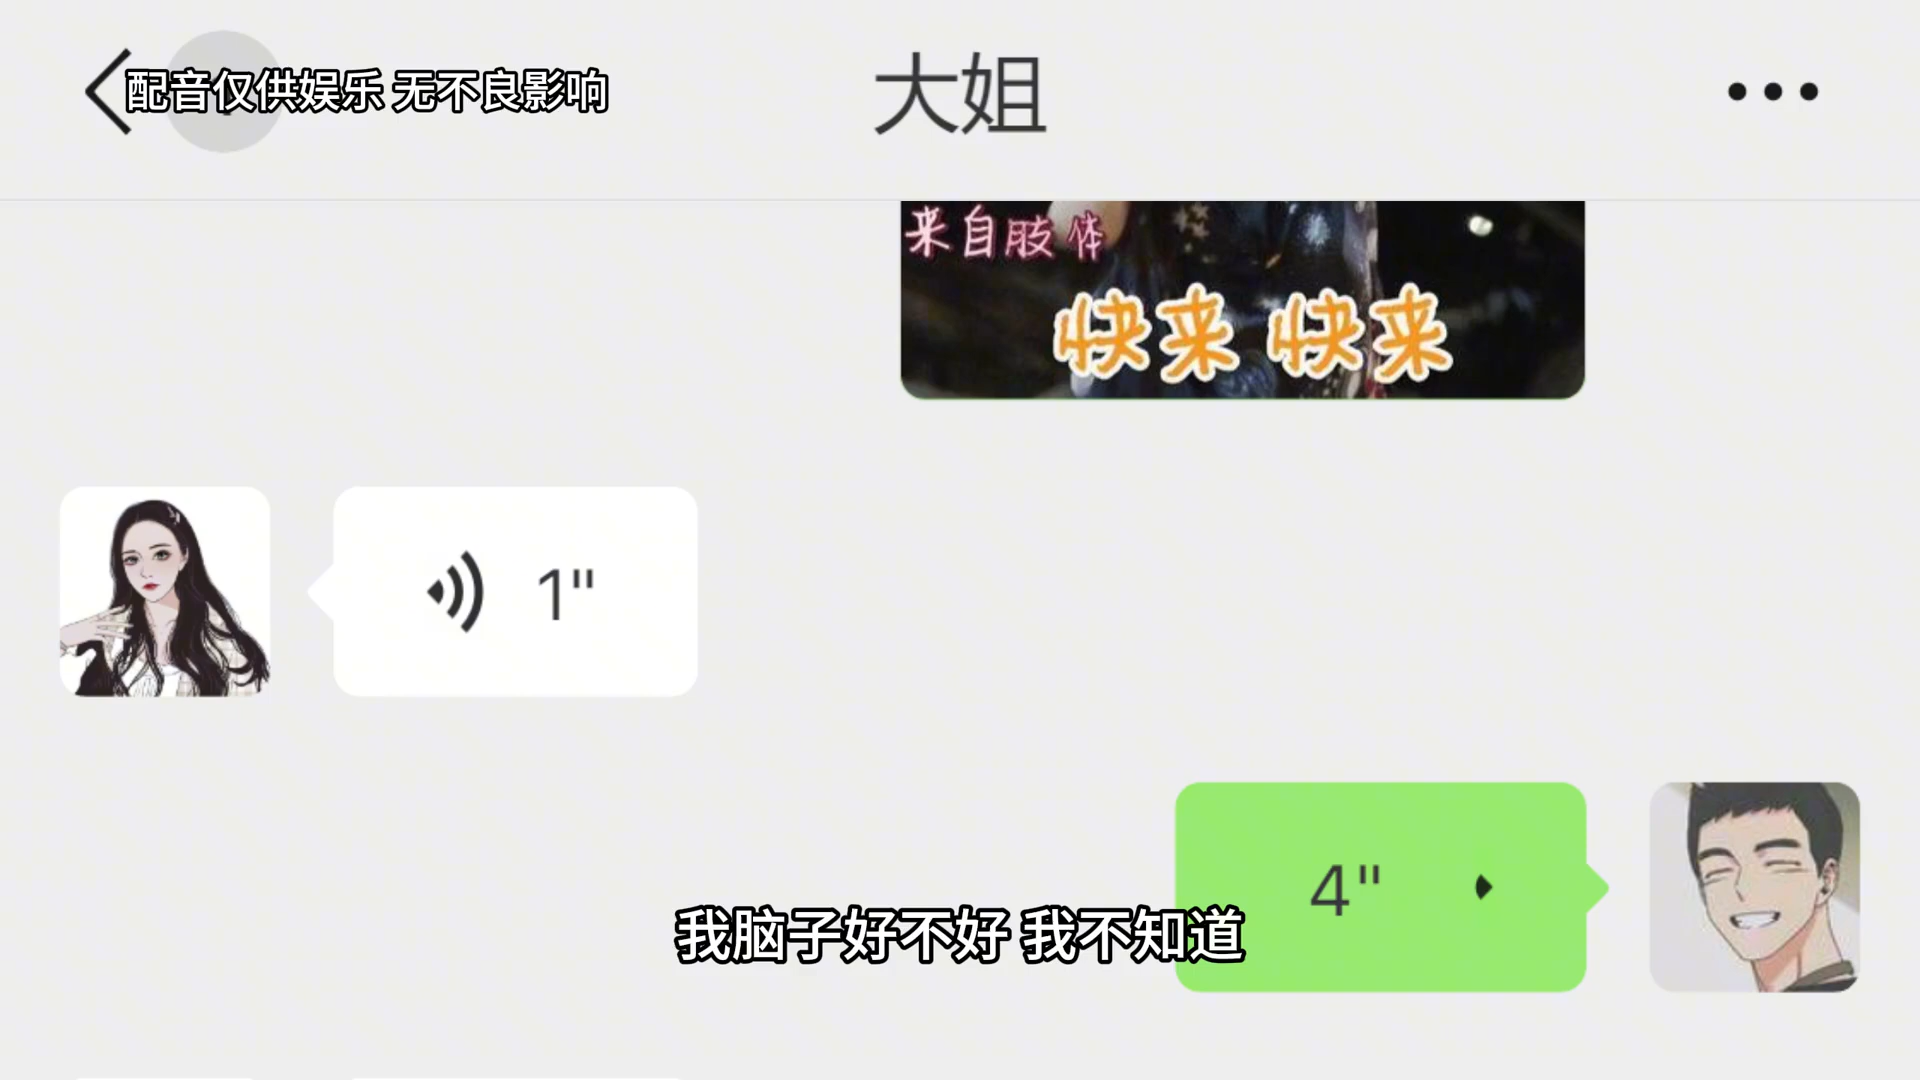 配音仅供娱乐 无不良影响
大姐
来自肢体
快来 快来
1"
4"
我脑子好不好 我不知道